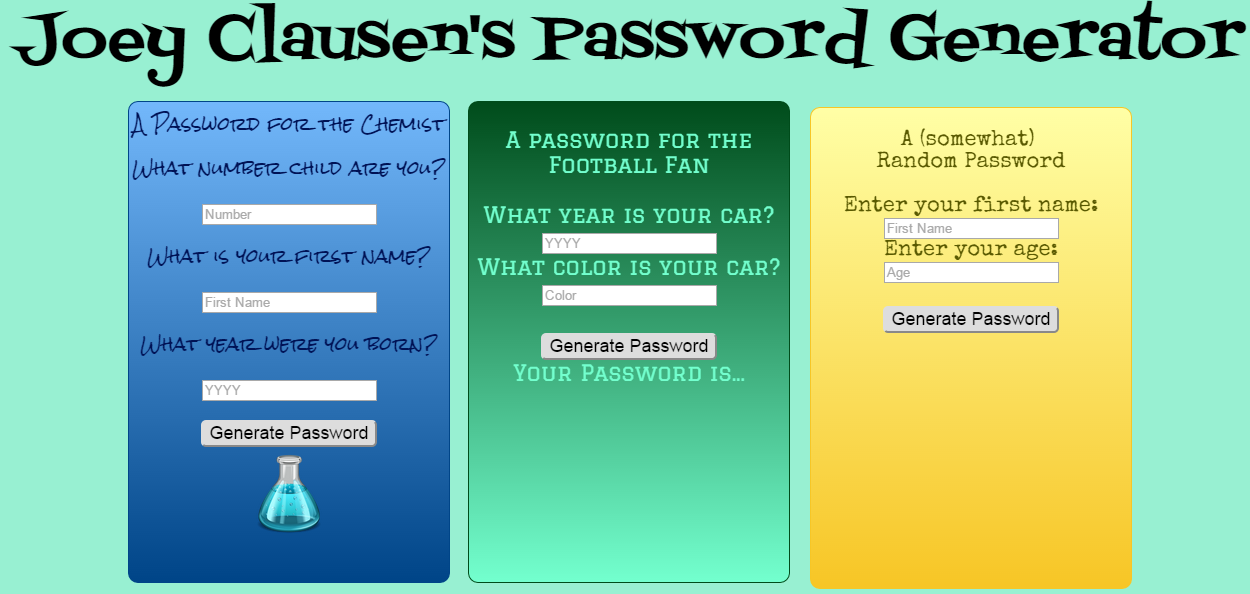 Joey Clausen's Password Generator
A Password for the Chemist
What number child are you?
Number
What is your first name?
First Name
What year were you born?
YYYY
Generate Password
A password for the
Football Fan
What year is your car?
YYYY
What color is your car?
Color
Generate Password
Your Password is...
A (somewhat)
Random Password
Enter your first name:
First Name
Enter your age:
Age
Generate Password